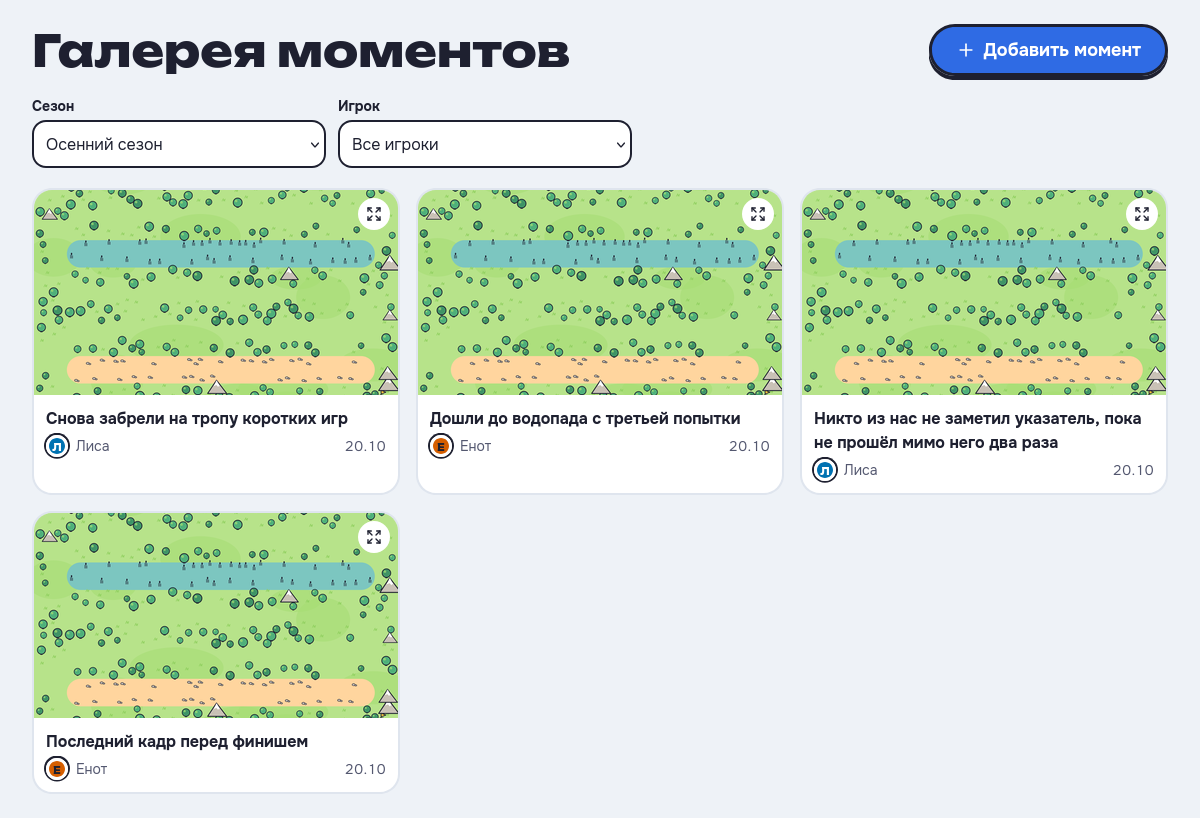 Галерея моментов
Добавить момент
Сезон
Игрок
Осенний сезон
Все игроки
Снова забрели на тропу коротких игр
Л Лиса 20.10
Дошли до водопада с третьей попытки
Е Енот 20.10
Никто из нас не заметил указатель, пока
не прошёл мимо него два раза
Л Лиса 20.10
Последний кадр перед финишем
Е Енот 20.10